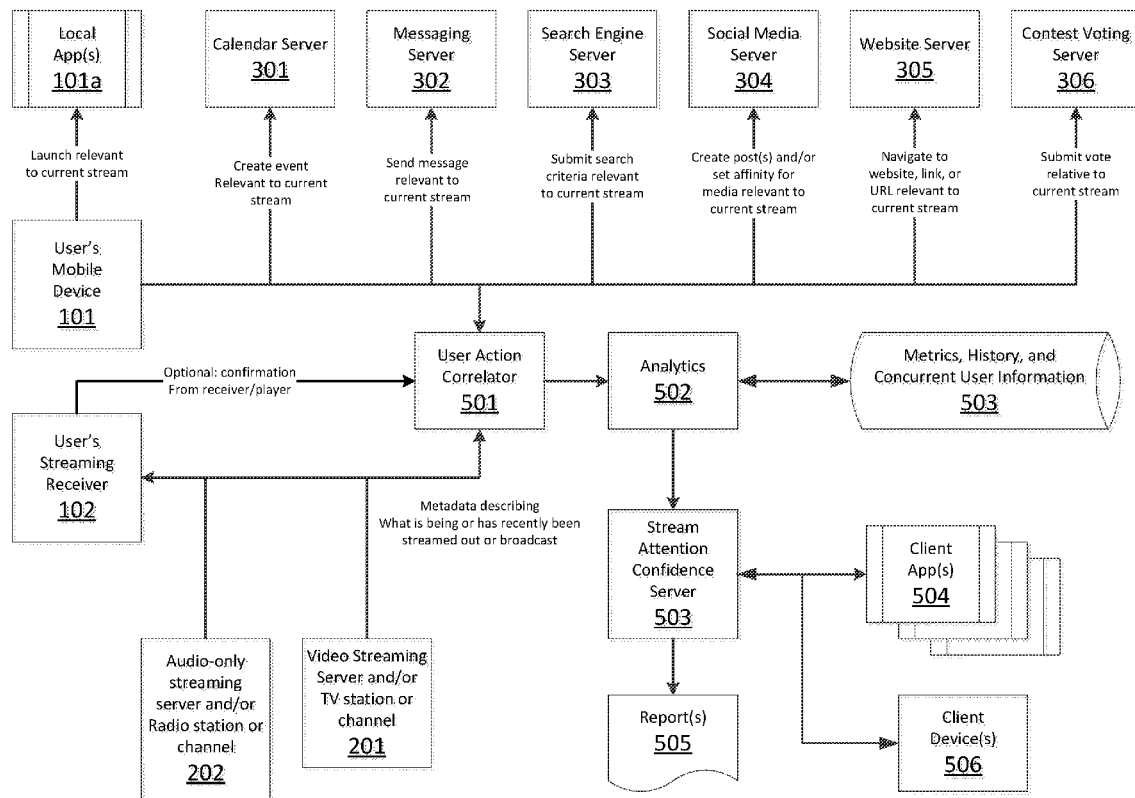 Local
App(s)
101a
Calendar Server
301
Messaging
Server
302
Search Engine
Server
303
Social Media
Server
304
Website Server
305
Contest Voting
Server
306
Launch relevant
to current stream
Create event
Relevant to current
stream
Send message
relevant to
current stream
Submit search
criteria relevant
to current stream
Create post(s) and/or
set affinity for
media relevant to
current stream
Navigate to
website, link, or
URL relevant to
current stream
Submit vote
relative to
current stream
User's
Mobile
Device
101
Optional: confirmation
From receiver/player
User Action
Correlator
501
Analytics
502
Metrics, History, and
Concurrent User Information
503
User's
Streaming
Receiver
102
Metadata describing
What is being or has recently been
streamed out or broadcast
Stream
Attention
Confidence
Server
503
Client
App(s)
504
Audio-only
streaming
server and/or
Radio station or
channel
202
Video Streaming
Server and/or
TV station or
channel
201
Report(s)
505
Client
Device(s)
506